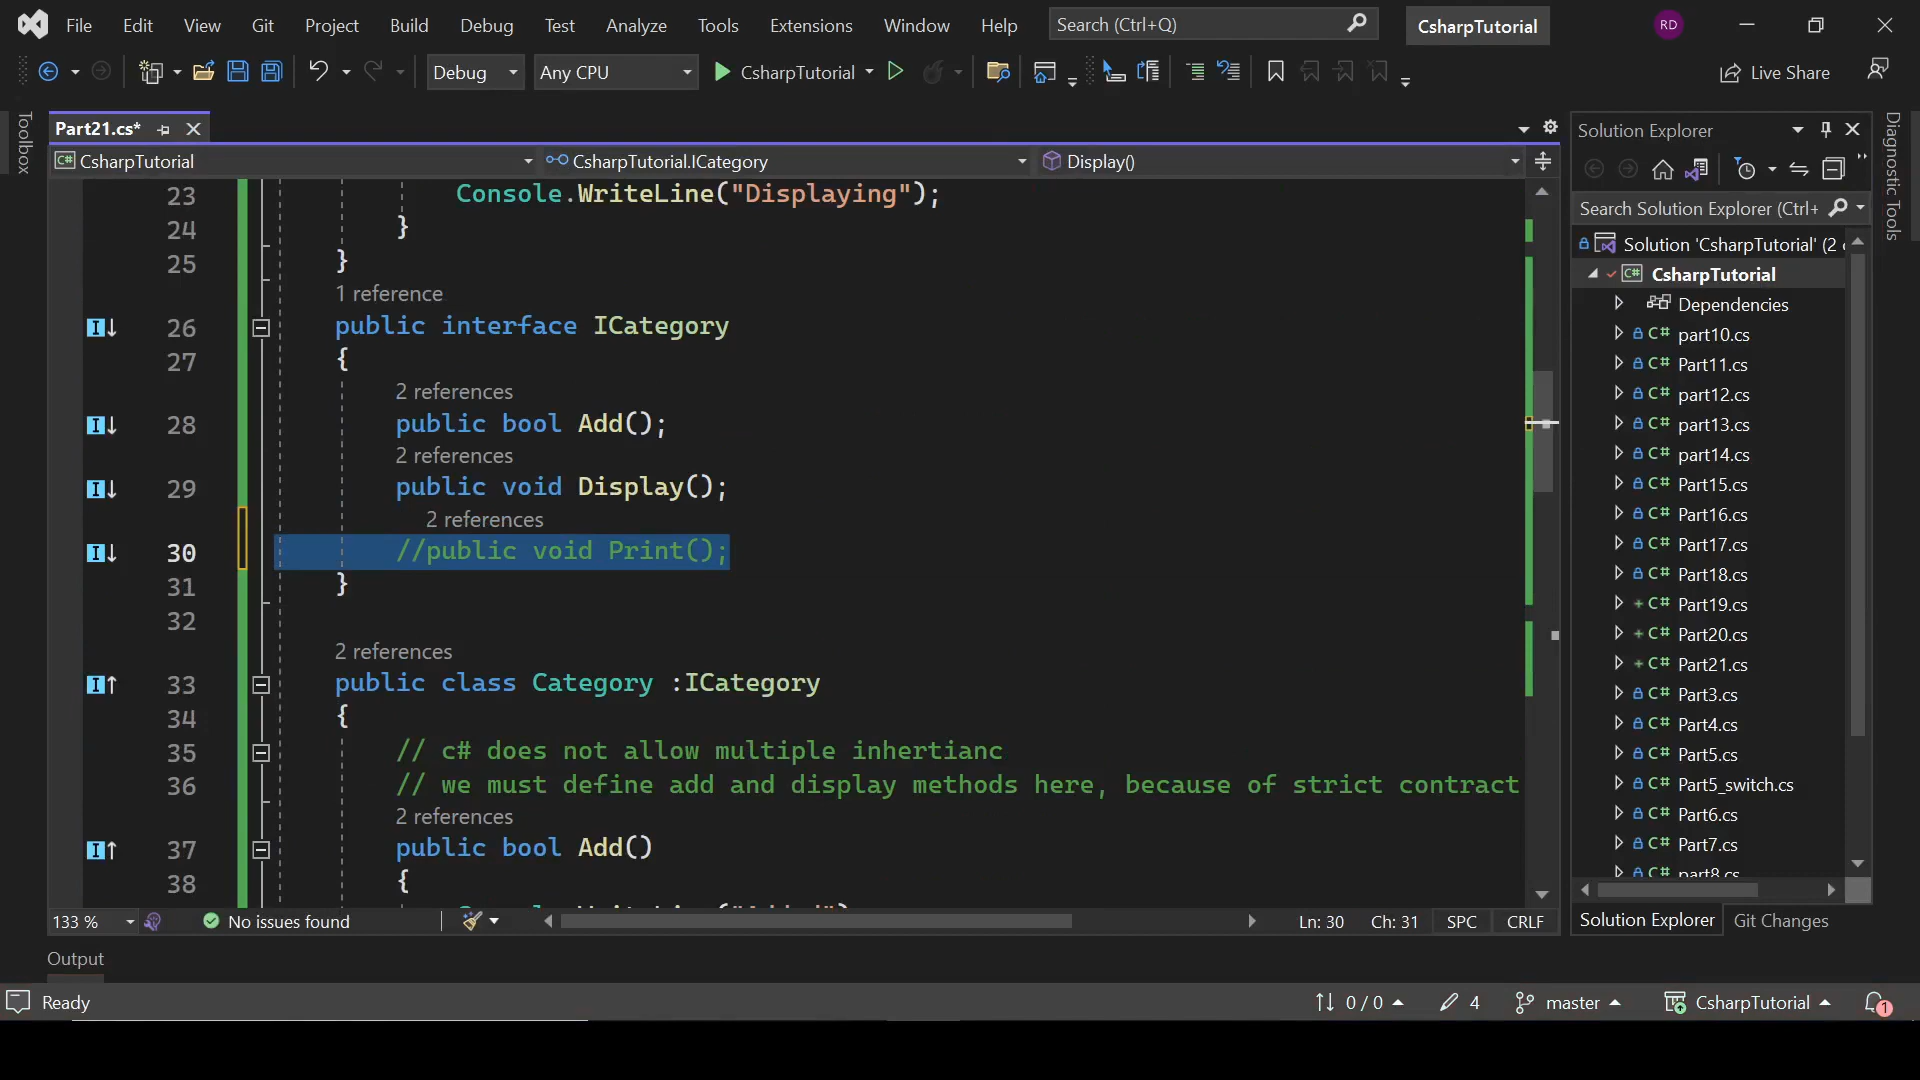 File Edit View Git Project Build Debug Test Analyze Tools Extensions Window Help Search (Ctrl+Q) CsharpTutorial RD
Debug Any CPU CsharpTutorial Live Share
Toolbox
Part21.cs*
CsharpTutorial CsharpTutorial.ICategory Display()
23 Console.WriteLine("Displaying");
24 }
25 }
1 reference
26 public interface ICategory
27 {
2 references
28 public bool Add();
2 references
29 public void Display();
2 references
30 //public void Print();
31 }
32
2 references
33 public class Category :ICategory
34 {
35 // c# does not allow multiple inhertianc
36 // we must define add and display methods here, because of strict contract
2 references
37 public bool Add()
38 {
133 % No issues found Ln: 30 Ch: 31 SPC CRLF
Solution Explorer
Search Solution Explorer (Ctrl+
Solution 'CsharpTutorial' (2
C# CsharpTutorial
Dependencies
C# part10.cs
C# Part11.cs
C# part12.cs
C# part13.cs
C# part14.cs
C# Part15.cs
C# Part16.cs
C# Part17.cs
C# Part18.cs
C# Part19.cs
C# Part20.cs
C# Part21.cs
C# Part3.cs
C# Part4.cs
C# Part5.cs
C# Part5_switch.cs
C# Part6.cs
C# Part7.cs
C# part8.cs
Solution Explorer Git Changes
Diagnostic Tools
Output
Ready 0 / 0 4 master CsharpTutorial 1